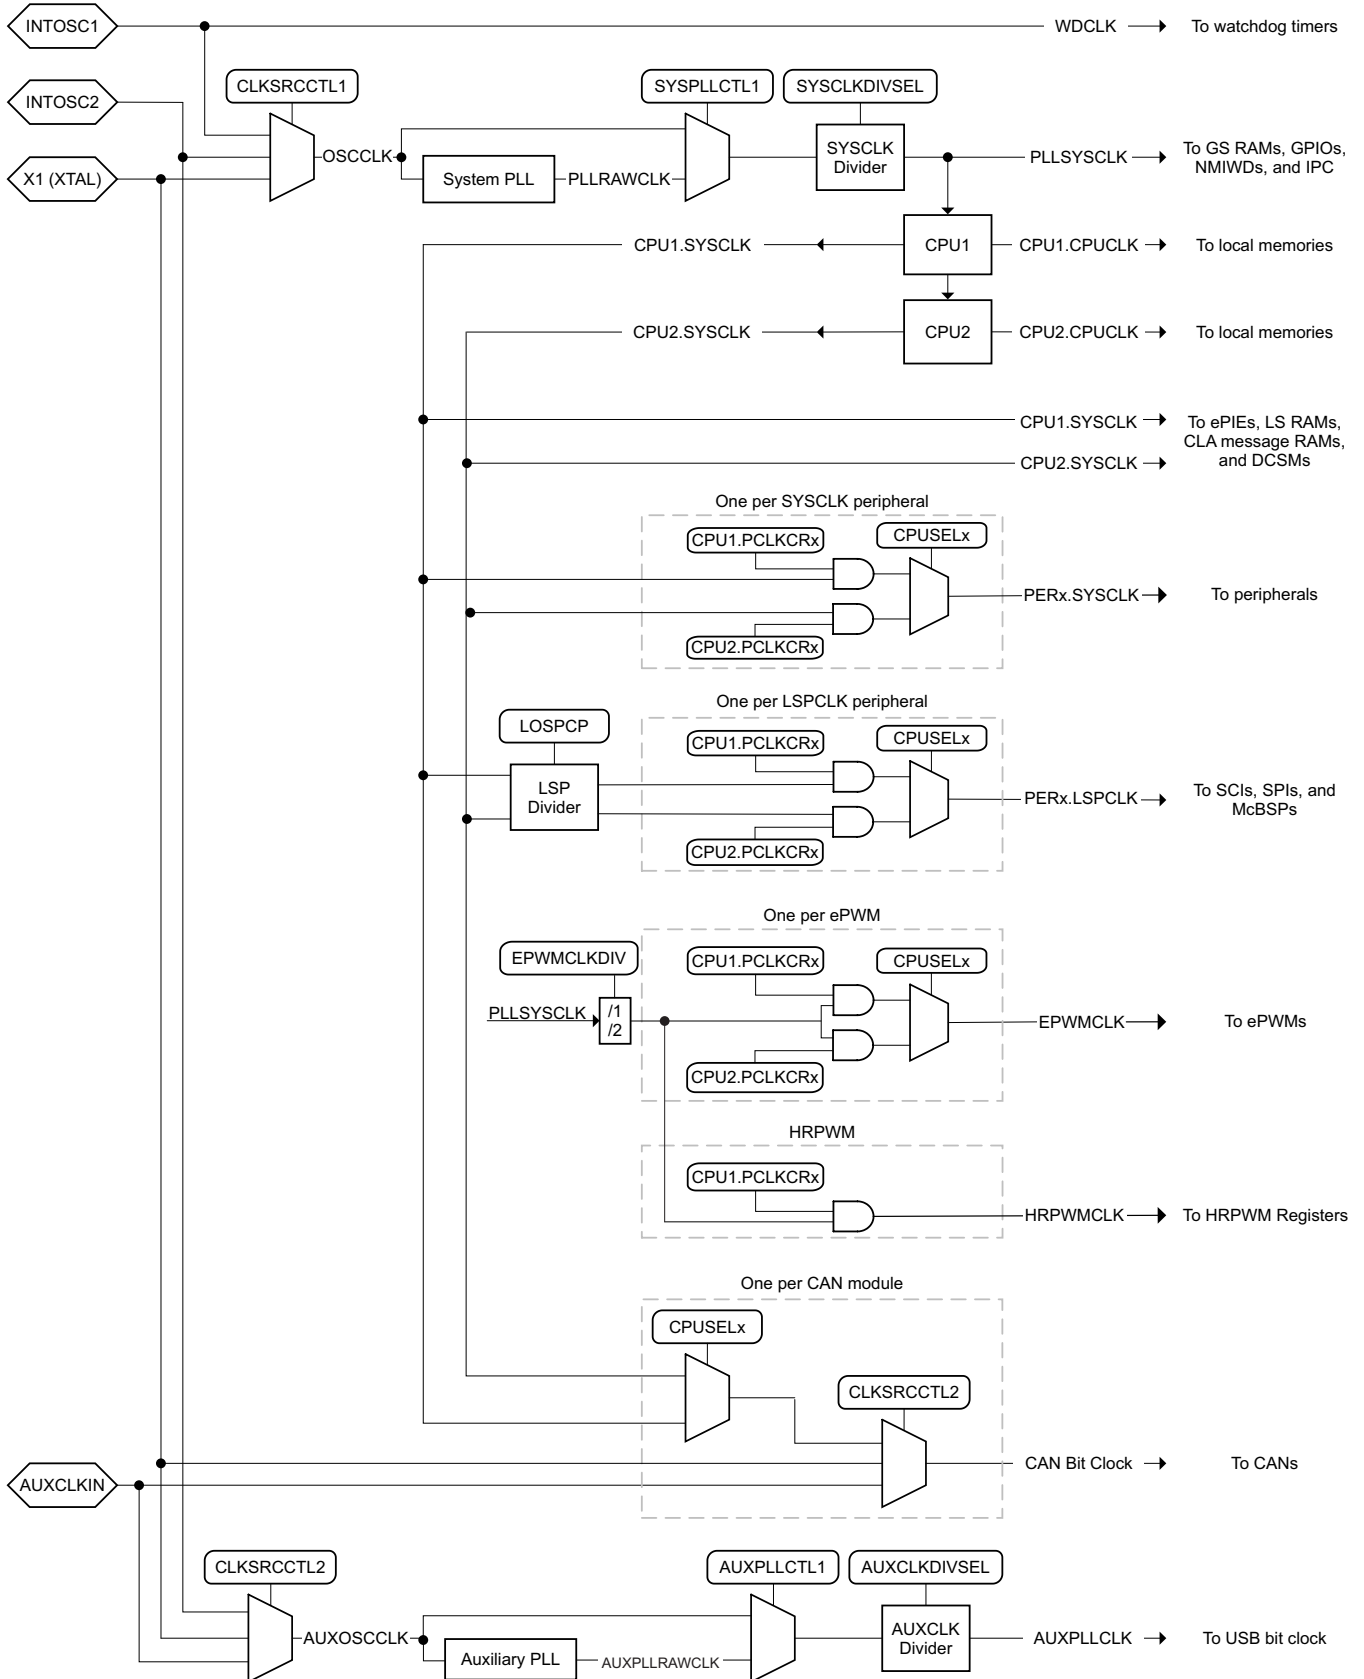 INTOSC1
WDCLK
To watchdog timers
INTOSC2
CLKSRCCTL1
SYSPLLCTL1
SYSCLKDIVSEL
X1 (XTAL)
OSCCLK
System PLL
PLLRAWCLK
SYSCLK
Divider
PLLSYSCLK
To GS RAMs, GPIOs,
NMIWDs, and IPC
CPU1.SYSCLK
CPU1
CPU1.CPUCLK
To local memories
CPU2.SYSCLK
CPU2
CPU2.CPUCLK
To local memories
CPU1.SYSCLK
CPU2.SYSCLK
To ePIEs, LS RAMs,
CLA message RAMs,
and DCSMs
One per SYSCLK peripheral
CPU1.PCLKCRx
CPUSELx
CPU2.PCLKCRx
PERx.SYSCLK
To peripherals
One per LSPCLK peripheral
LOSPCP
LSP
Divider
CPU1.PCLKCRx
CPUSELx
CPU2.PCLKCRx
PERx.LSPCLK
To SCIs, SPIs, and
McBSPs
One per ePWM
EPWMCLKDIV
PLLSYSCLK
/1
/2
CPU1.PCLKCRx
CPUSELx
CPU2.PCLKCRx
EPWMCLK
To ePWMs
HRPWM
CPU1.PCLKCRx
HRPWMCLK
To HRPWM Registers
One per CAN module
CPUSELx
CLKSRCCTL2
AUXCLKIN
CAN Bit Clock
To CANs
CLKSRCCTL2
AUXPLLCTL1
AUXCLKDIVSEL
AUXOSCCLK
Auxiliary PLL
AUXPLLRAWCLK
AUXCLK
Divider
AUXPLLCLK
To USB bit clock